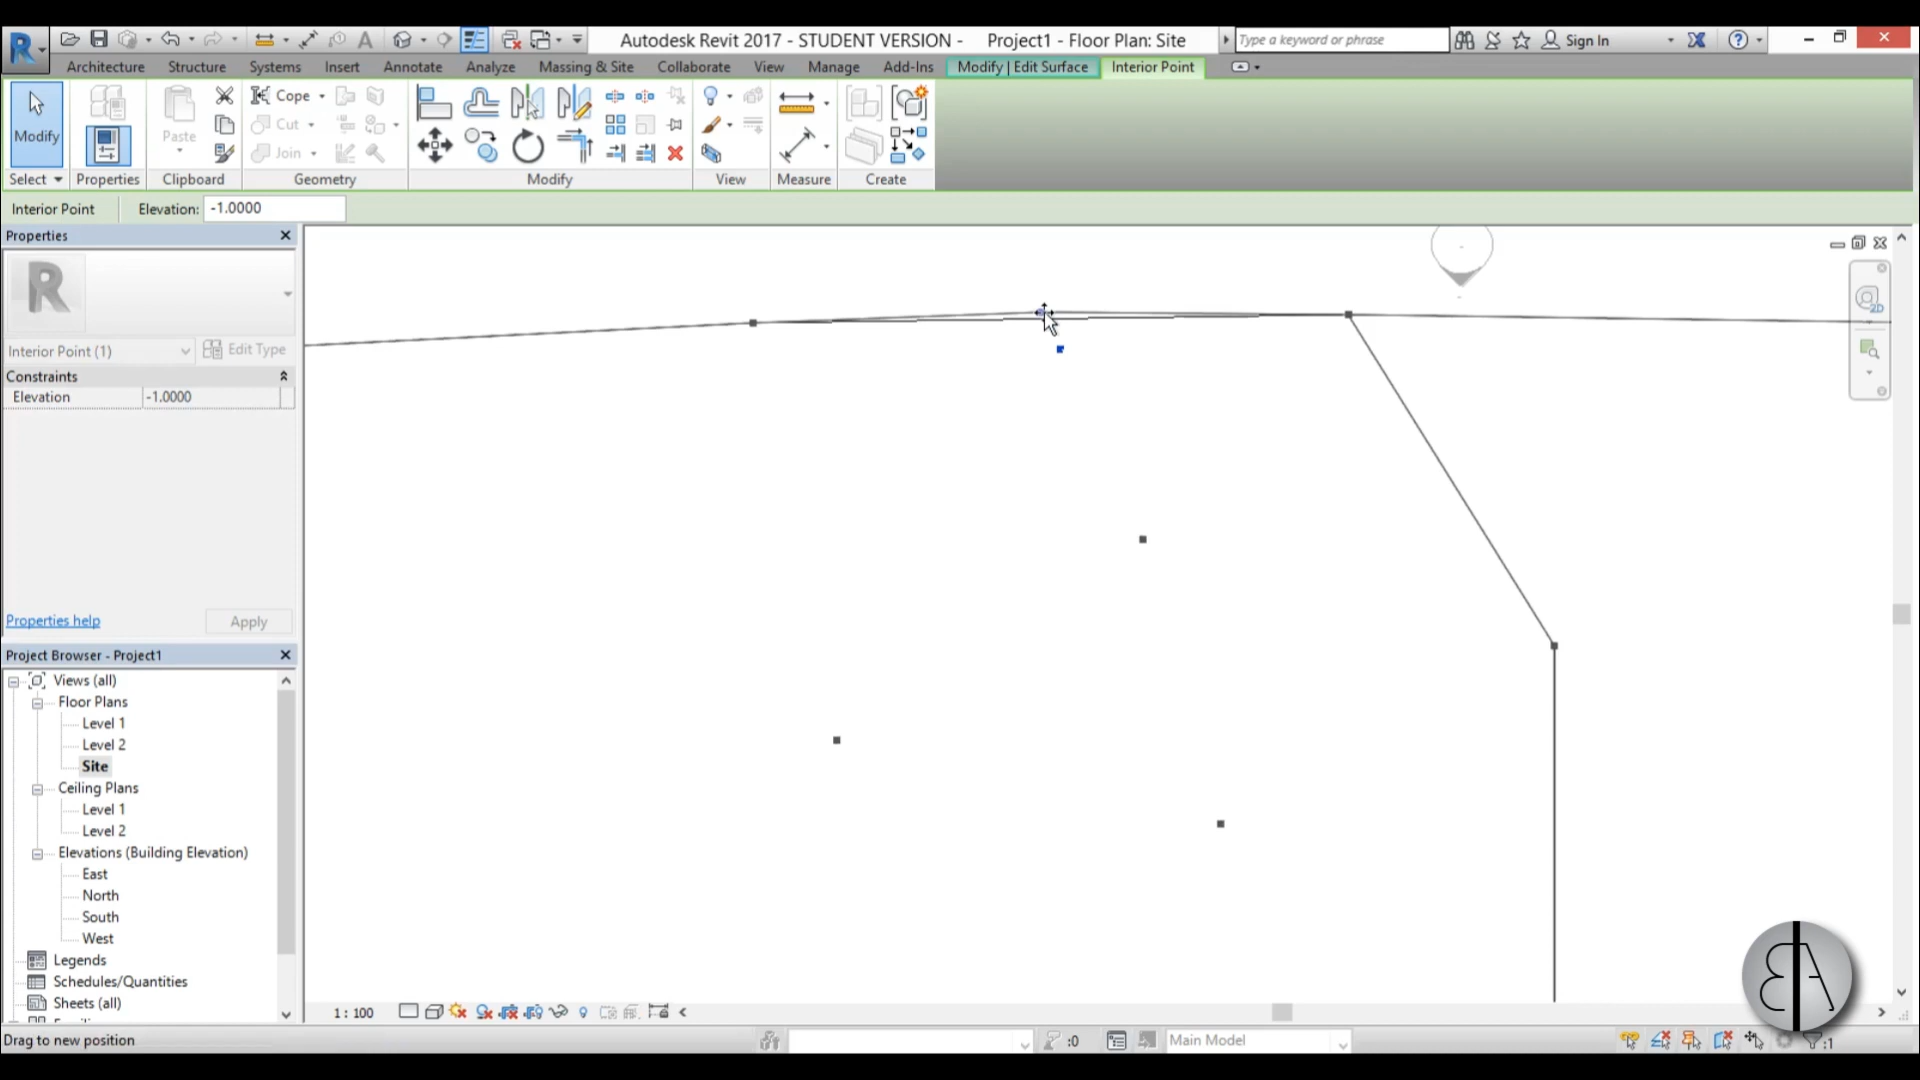 Autodesk Revit 2017 - STUDENT VERSION - Project1 - Floor Plan: Site
Type a keyword or phrase
Sign In
Architecture Structure Systems Insert Annotate Analyze Massing & Site Collaborate View Manage Add-Ins Modify | Edit Surface Interior Point
Modify Paste Cope Cut Join
Select Properties Clipboard Geometry Modify View Measure Create
Interior Point Elevation: -1.0000
Properties
R
Interior Point (1) Edit Type
Constraints
Elevation -1.0000
2D
Properties help Apply
Project Browser - Project1
Views (all)
Floor Plans
Level 1
Level 2
Site
Ceiling Plans
Level 1
Level 2
Elevations (Building Elevation)
East
North
South
West
Legends
Schedules/Quantities
Sheets (all)
1 : 100
Drag to new position :0 Main Model :1